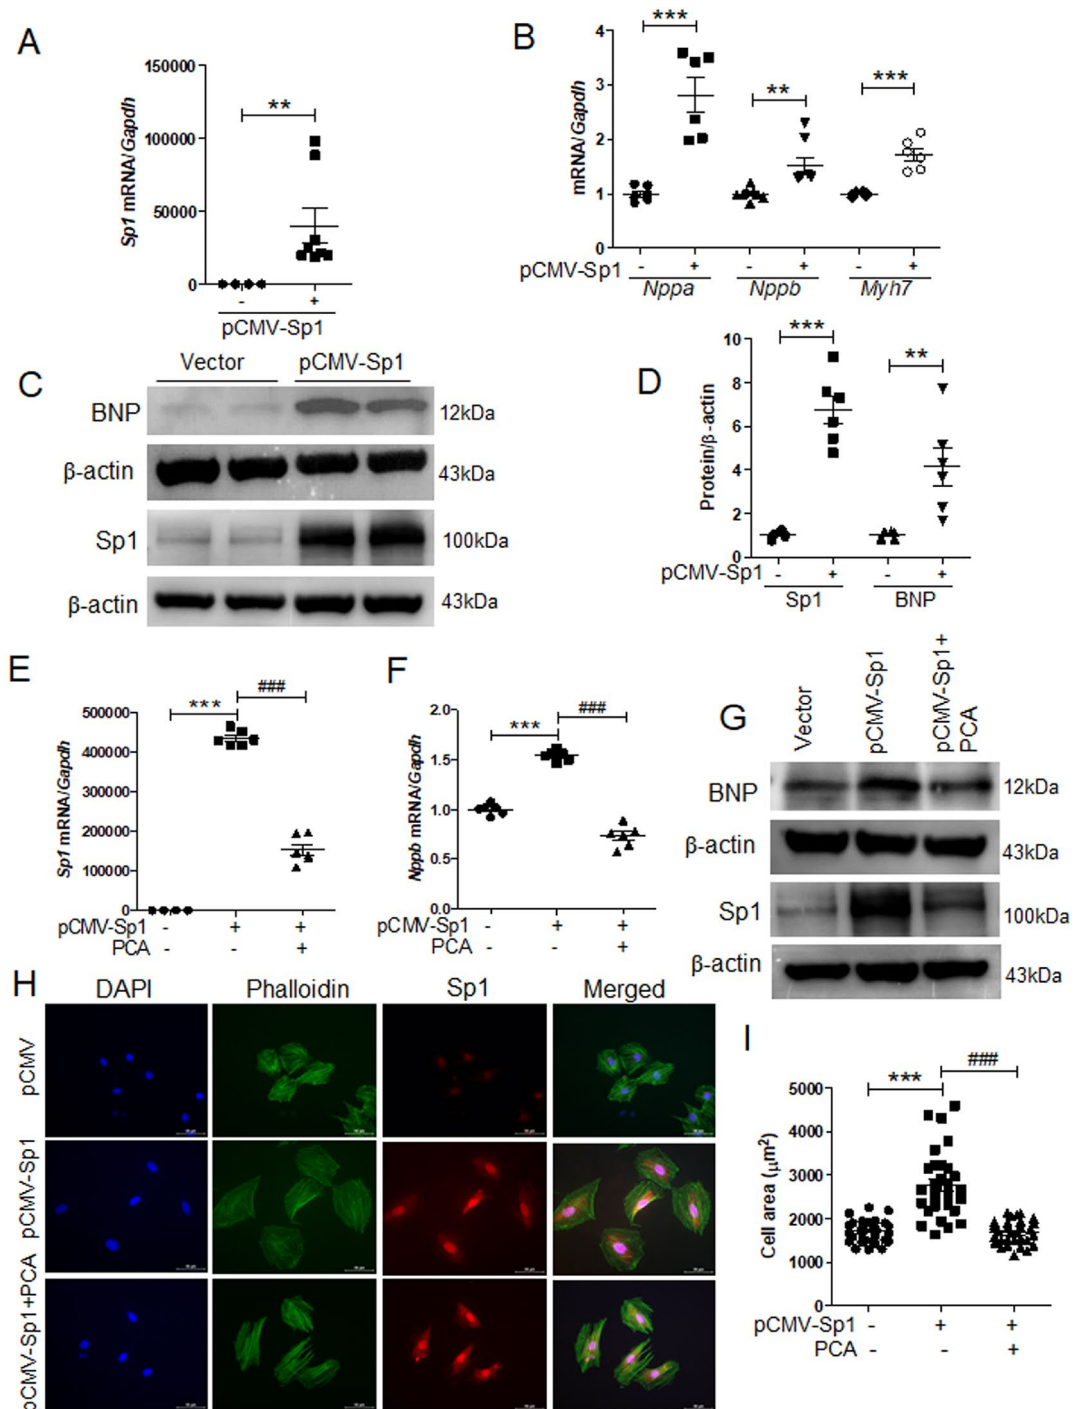 A
150000
100000
50000
0
Sp1 mRNA/Gapdh
**
- +
pCMV-Sp1
B
4
3
2
1
0
mRNA/Gapdh
*** ** ***
pCMV-Sp1 - + - + - +
Nppa Nppb Myh7
C
Vector pCMV-Sp1
BNP 12kDa
β-actin 43kDa
Sp1 100kDa
β-actin 43kDa
D
10
8
6
4
2
0
Protein/β-actin
*** **
pCMV-Sp1 - + - +
Sp1 BNP
E
500000
400000
300000
200000
100000
0
Sp1 mRNA/Gapdh
*** ###
pCMV-Sp1 - + +
PCA - - +
F
2.0
1.5
1.0
0.5
0.0
Nppb mRNA/Gapdh
*** ###
pCMV-Sp1 - + +
PCA - - +
G
Vector
pCMV-Sp1
pCMV-Sp1+
PCA
BNP 12kDa
β-actin 43kDa
Sp1 100kDa
β-actin 43kDa
H
DAPI Phalloidin Sp1 Merged
pCMV
pCMV-Sp1
pCMV-Sp1+PCA
I
5000
4000
3000
2000
1000
0
Cell area (μm²)
*** ###
pCMV-Sp1 - + +
PCA - - +